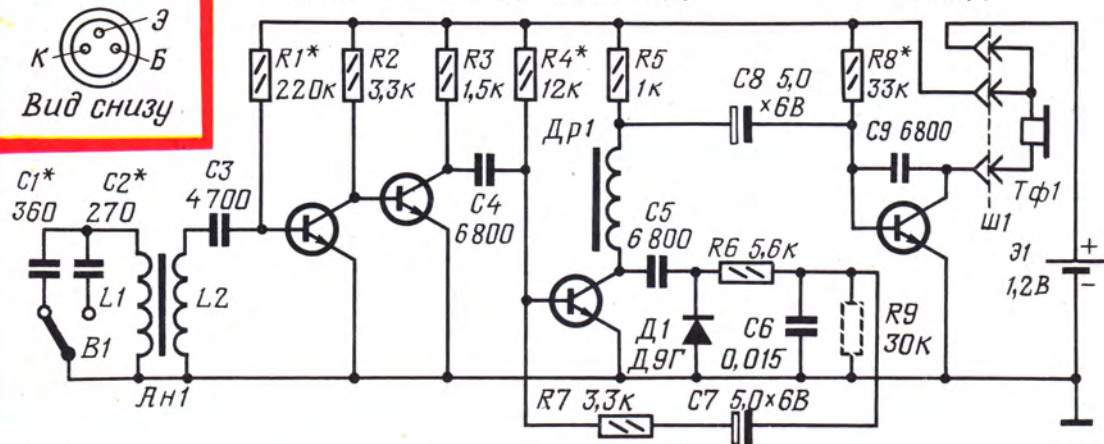 Э
К
Б
Вид снизу
R1*
220к
R2
3,3к
R3
1,5к
R4*
12к
R5
1к
C8 5,0
×6В
R8*
33к
C9 6800
Др1
C1*
360
C2*
270
C3
4700
C4
6800
C5
6800
R6 5,6к
Ш1
Тф1
Э1
1,2В
+
-
L1
L2
В1
Ан1
Д1
Д9Г
C6
0,015
R9
30К
R7 3,3к
C7 5,0×6В